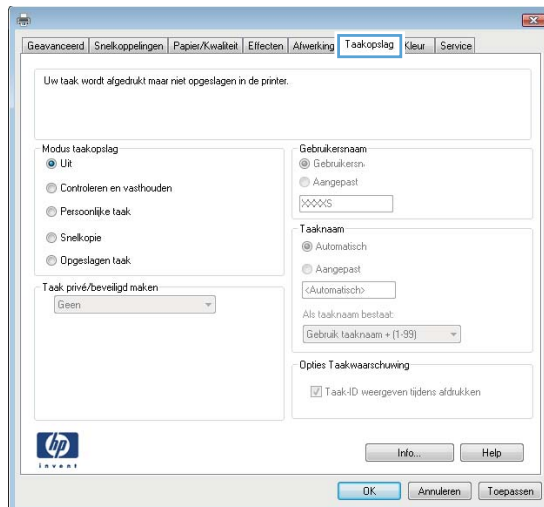 Geavanceerd Snelkoppelingen Papier/Kwaliteit Effecten Afwerking Taakopslag Kleur Service
Uw taak wordt afgedrukt maar niet opgeslagen in de printer.
Modus taakopslag
Uit
Controleren en vasthouden
Persoonlijke taak
Snelkopie
Opgeslagen taak
Taak privé/beveiligd maken
Geen
Gebruikersnaam
Gebruikersn.
Aangepast
XXXXS
Taaknaam
Automatisch
Aangepast
<Automatisch>
Als taaknaam bestaat:
Gebruik taaknaam + (1-99)
Opties Taakwaarschuwing
Taak-ID weergeven tijdens afdrukken
hp
invent
Info... Help
OK Annuleren Toepassen